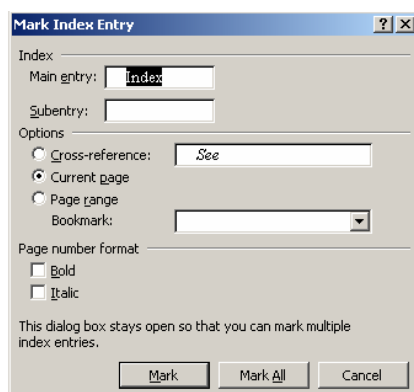 Mark Index Entry
Index
Main entry: Index
Subentry:
Options
Cross-reference: See
Current page
Page range
Bookmark:
Page number format
Bold
Italic
This dialog box stays open so that you can mark multiple
index entries.
Mark Mark All Cancel